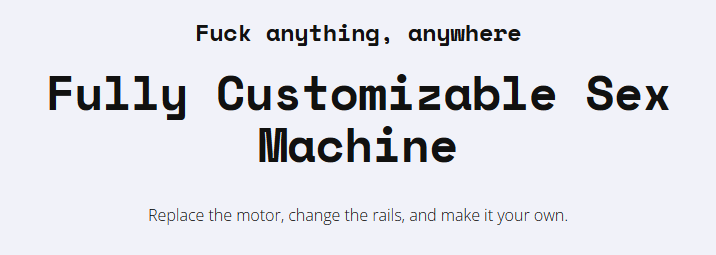 Fuck anything, anywhere
Fully Customizable Sex
Machine
Replace the motor, change the rails, and make it your own.